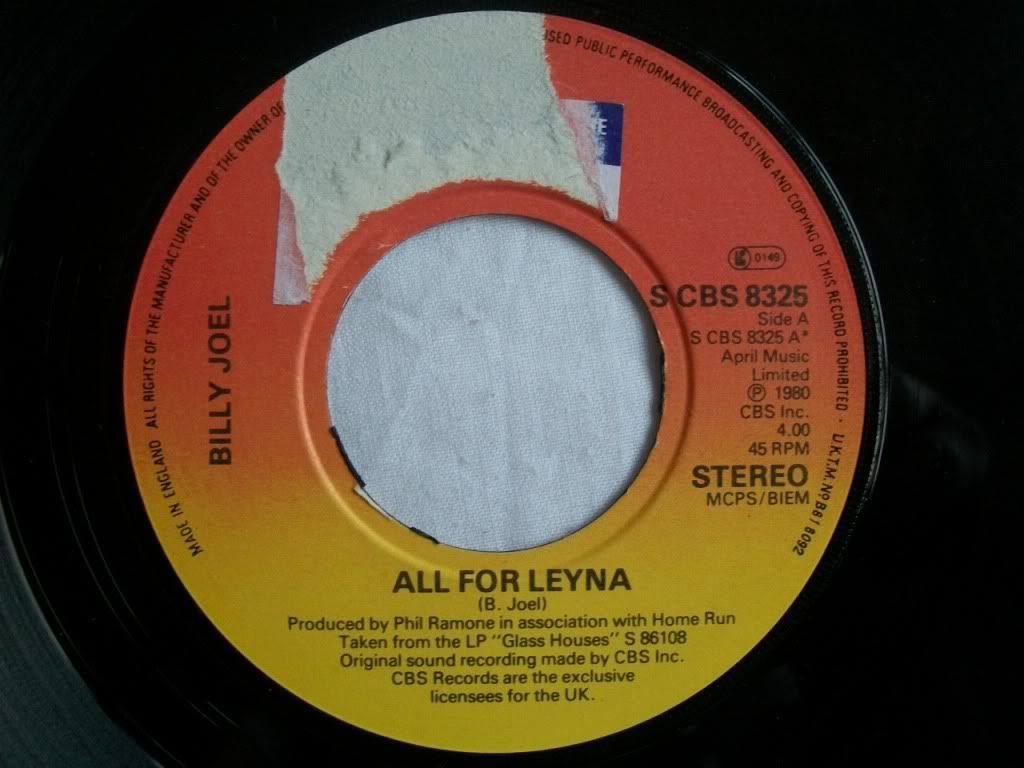 MADE IN ENGLAND ALL RIGHTS OF THE MANUFACTURER AND OF THE OWNER OF
USED PUBLIC PERFORMANCE BROADCASTING AND COPYING OF THIS RECORD PROHIBITED · U.K.T.M. Nº B618092
BILLY JOEL
LC 0149
S CBS 8325
Side A
S CBS 8325 A*
April Music
Limited
℗ 1980
CBS Inc.
4.00
45 RPM
STEREO
MCPS/BIEM
ALL FOR LEYNA
(B. Joel)
Produced by Phil Ramone in association with Home Run
Taken from the LP "Glass Houses" S 86108
Original sound recording made by CBS Inc.
CBS Records are the exclusive
licensees for the UK.